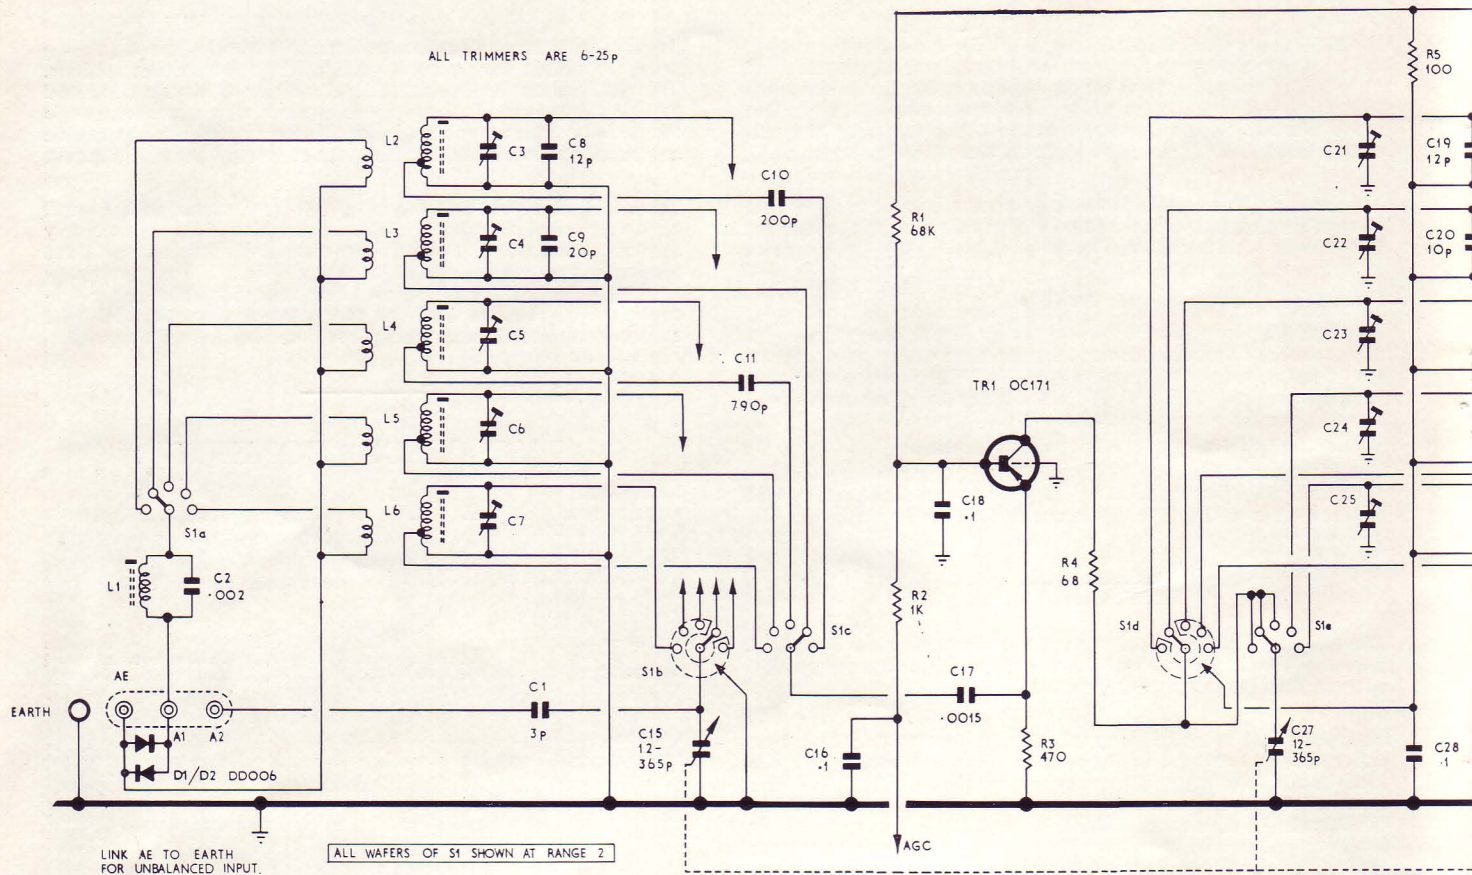 ALL TRIMMERS ARE 6-25p
R5
100
L2
C3
C8
12p
C10
200p
C21
C19
12p
R1
68K
L3
C4
C9
20p
C22
C20
10p
L4
C5
C11
790p
C23
TR1 OC171
L5
C6
C24
C18
·1
C25
L6
C7
S1a
L1
C2
·002
R4
68
R2
1K
S1b
S1c
S1d
S1e
AE
EARTH
A1
A2
C1
3p
C17
·0015
C15
12-
365p
C16
·1
R3
470
C27
12-
365p
C28
·1
D1/D2 DD006
AGC
LINK AE TO EARTH
FOR UNBALANCED INPUT.
ALL WAFERS OF S1 SHOWN AT RANGE 2